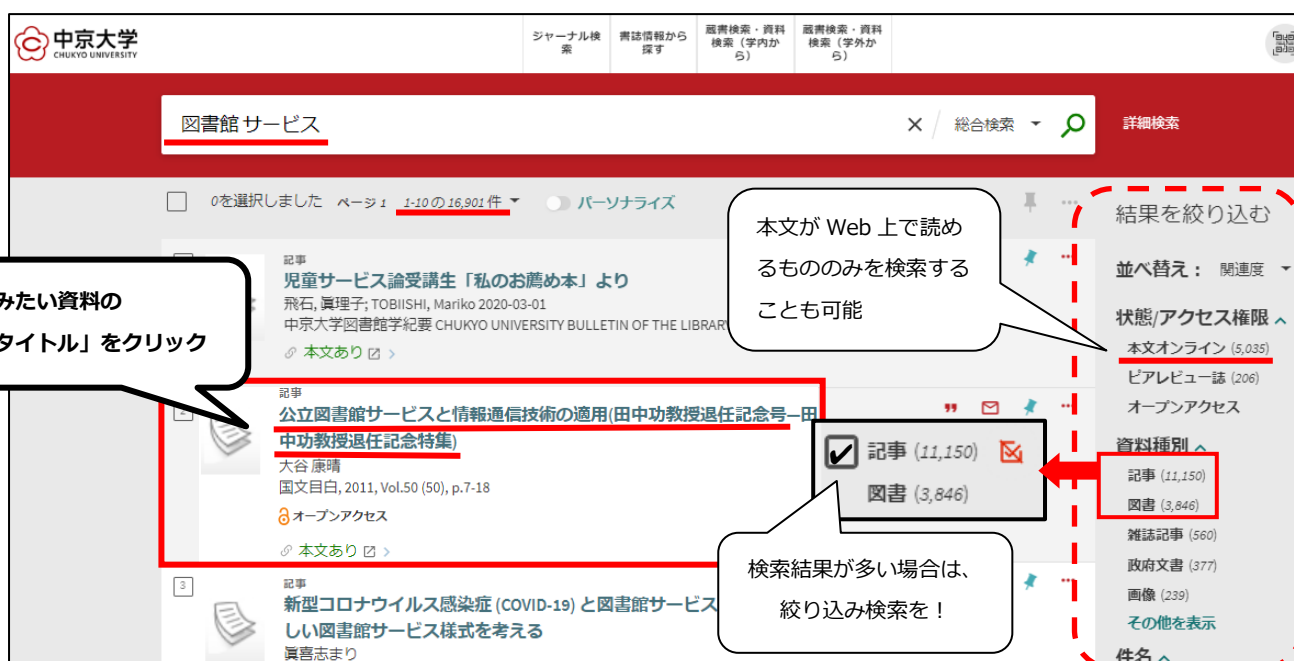 中京大学
CHUKYO UNIVERSITY
ジャーナル検
索
書誌情報から
探す
蔵書検索・資料
検索(学内か
ら)
蔵書検索・資料
検索(学外か
ら)
図書館 サービス
総合検索
詳細検索
0を選択しました ページ 1 1-10の16,901件
パーソナライズ
本文が Web 上で読め
るもののみを検索する
ことも可能
みたい資料の
タイトル」をクリック
記事
児童サービス論受講生「私のお薦め本」より
飛石, 眞理子; TOBIISHI, Mariko 2020-03-01
中京大学図書館学紀要 CHUKYO UNIVERSITY BULLETIN OF THE LIBRAR
本文あり
2
記事
公立図書館サービスと情報通信技術の適用(田中功教授退任記念号—田
中功教授退任記念特集)
大谷 康晴
国文目白, 2011, Vol.50 (50), p.7-18
オープンアクセス
本文あり
記事 (11,150)
図書 (3,846)
検索結果が多い場合は、
絞り込み検索を!
3
記事
新型コロナウイルス感染症 (COVID-19) と図書館サービス
しい図書館サービス様式を考える
眞喜志まり
結果を絞り込む
並べ替え: 関連度
状態/アクセス権限
本文オンライン (5,035)
ピアレビュー誌 (206)
オープンアクセス
資料種別
記事 (11,150)
図書 (3,846)
雑誌記事 (560)
政府文書 (377)
画像 (239)
その他を表示
件名